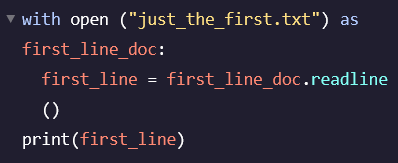 with open ("just_the_first.txt") as
first_line_doc:
first_line = first_line_doc.readline
()
print(first_line)